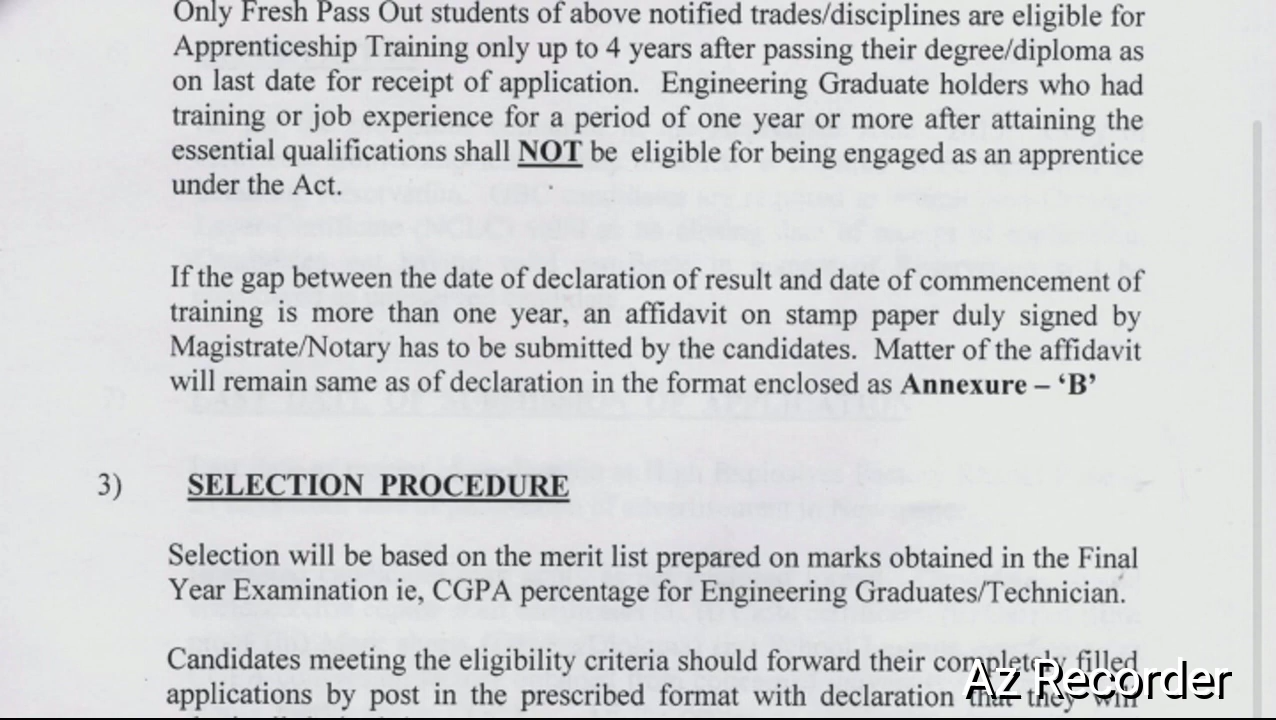 Only Fresh Pass Out students of above notified trades/disciplines are eligible for
Apprenticeship Training only up to 4 years after passing their degree/diploma as
on last date for receipt of application. Engineering Graduate holders who had
training or job experience for a period of one year or more after attaining the
essential qualifications shall NOT be eligible for being engaged as an apprentice
under the Act.
If the gap between the date of declaration of result and date of commencement of
training is more than one year, an affidavit on stamp paper duly signed by
Magistrate/Notary has to be submitted by the candidates. Matter of the affidavit
will remain same as of declaration in the format enclosed as Annexure – ‘B’
3) SELECTION PROCEDURE
Selection will be based on the merit list prepared on marks obtained in the Final
Year Examination ie, CGPA percentage for Engineering Graduates/Technician.
Candidates meeting the eligibility criteria should forward their completely filled
applications by post in the prescribed format with declaration that they will
Az Recorder